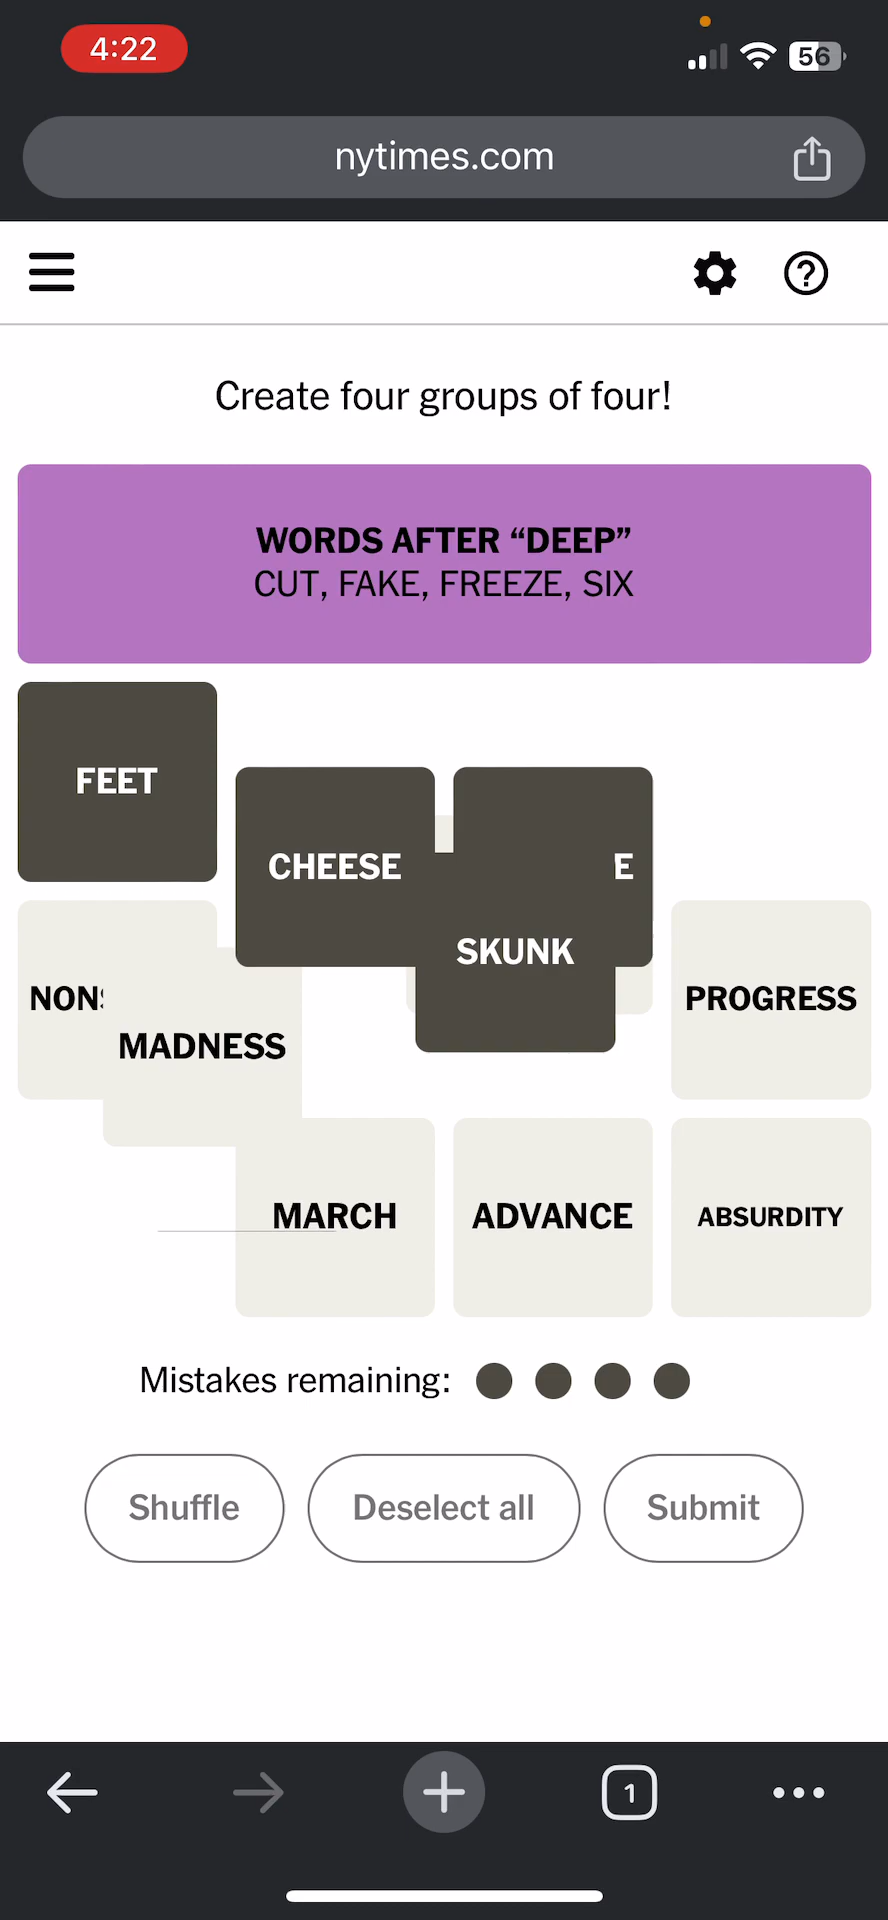 4:22
56
nytimes.com
Create four groups of four!
WORDS AFTER “DEEP”
CUT, FAKE, FREEZE, SIX
FEET
CHEESE
SKUNK
PROGRESS
MADNESS
MARCH
ADVANCE
ABSURDITY
Mistakes remaining:
Shuffle
Deselect all
Submit
1